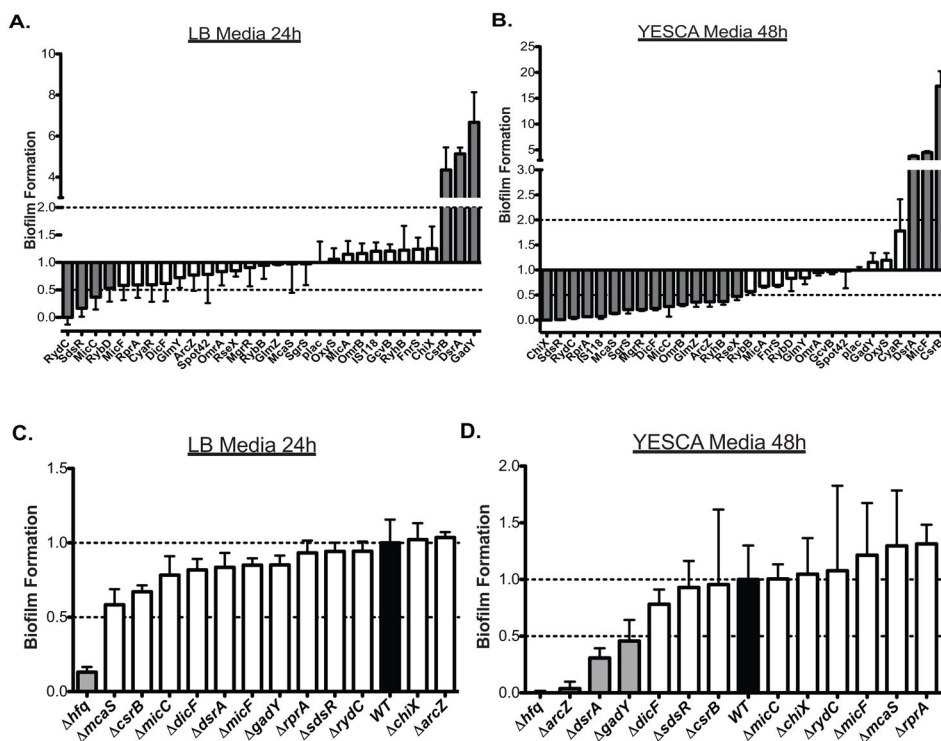 A.
LB Media 24h
Biofilm Formation
10
8
6
4
2.0
1.5
1.0
0.5
0.0
RydC SdsR MicC RybD MicF RprA CyaR DicF GlmY ArcZ Spot42 OmrA RseX MgrR RybB GlmZ McaS SgrS plac OxyS MicA OmrB IS118 GcvB RyhB FnrS ChiX CsrB DsrA GadY
B.
YESCA Media 48h
Biofilm Formation
25
20
15
10
5
3.0
2.5
2.0
1.5
1.0
0.5
0.0
ChiX SdsR RydC RprA IS118 McaS SgrS MgrR DicF MicC OmrB GlmZ ArcZ RyhB RseX RybB MicA FnrS RybD GlmY OmrA GcvB Spot42 plac GadY OxyS CyaR DsrA MicF CsrB
C.
LB Media 24h
Biofilm Formation
1.5
1.0
0.5
0.0
Δhfq ΔmcaS ΔcsrB ΔmicC ΔdicF ΔdsrA ΔmicF ΔgadY ΔrprA ΔsdsR ΔrydC WT ΔchiX ΔarcZ
D.
YESCA Media 48h
Biofilm Formation
2.0
1.5
1.0
0.5
0.0
Δhfq ΔarcZ ΔdsrA ΔgadY ΔdicF ΔsdsR ΔcsrB WT ΔmicC ΔchiX ΔrydC ΔmicF ΔmcaS ΔrprA